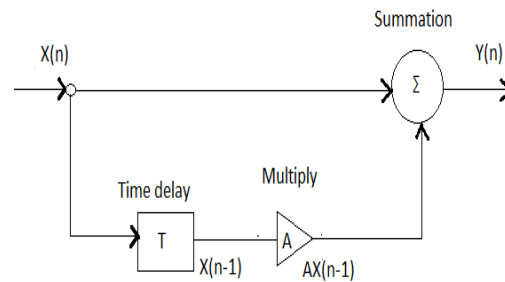 Summation
X(n)
Y(n)
Σ
Time delay
Multiply
T
A
X(n-1)
AX(n-1)